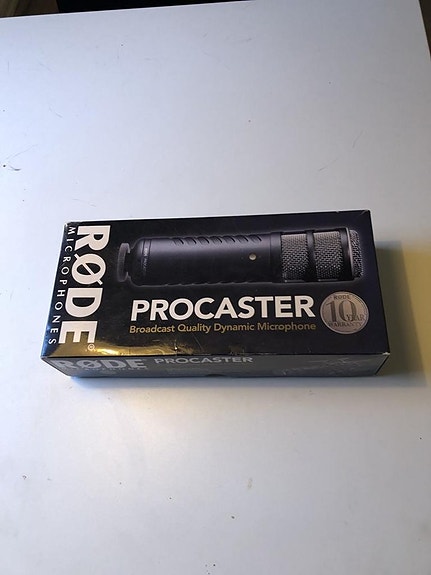 RØDE®
MICROPHONES
PROCASTER
Broadcast Quality Dynamic Microphone
RØDE
10 YEAR
WARRANTY
RØDE PROCASTER